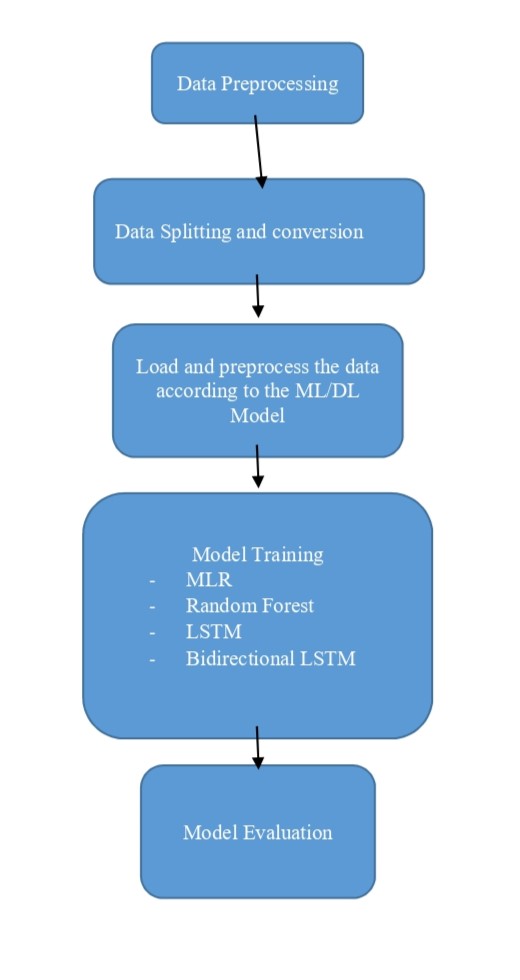 Data Preprocessing
Data Splitting and conversion
Load and preprocess the data
according to the ML/DL
Model
Model Training
- MLR
- Random Forest
- LSTM
- Bidirectional LSTM
Model Evaluation